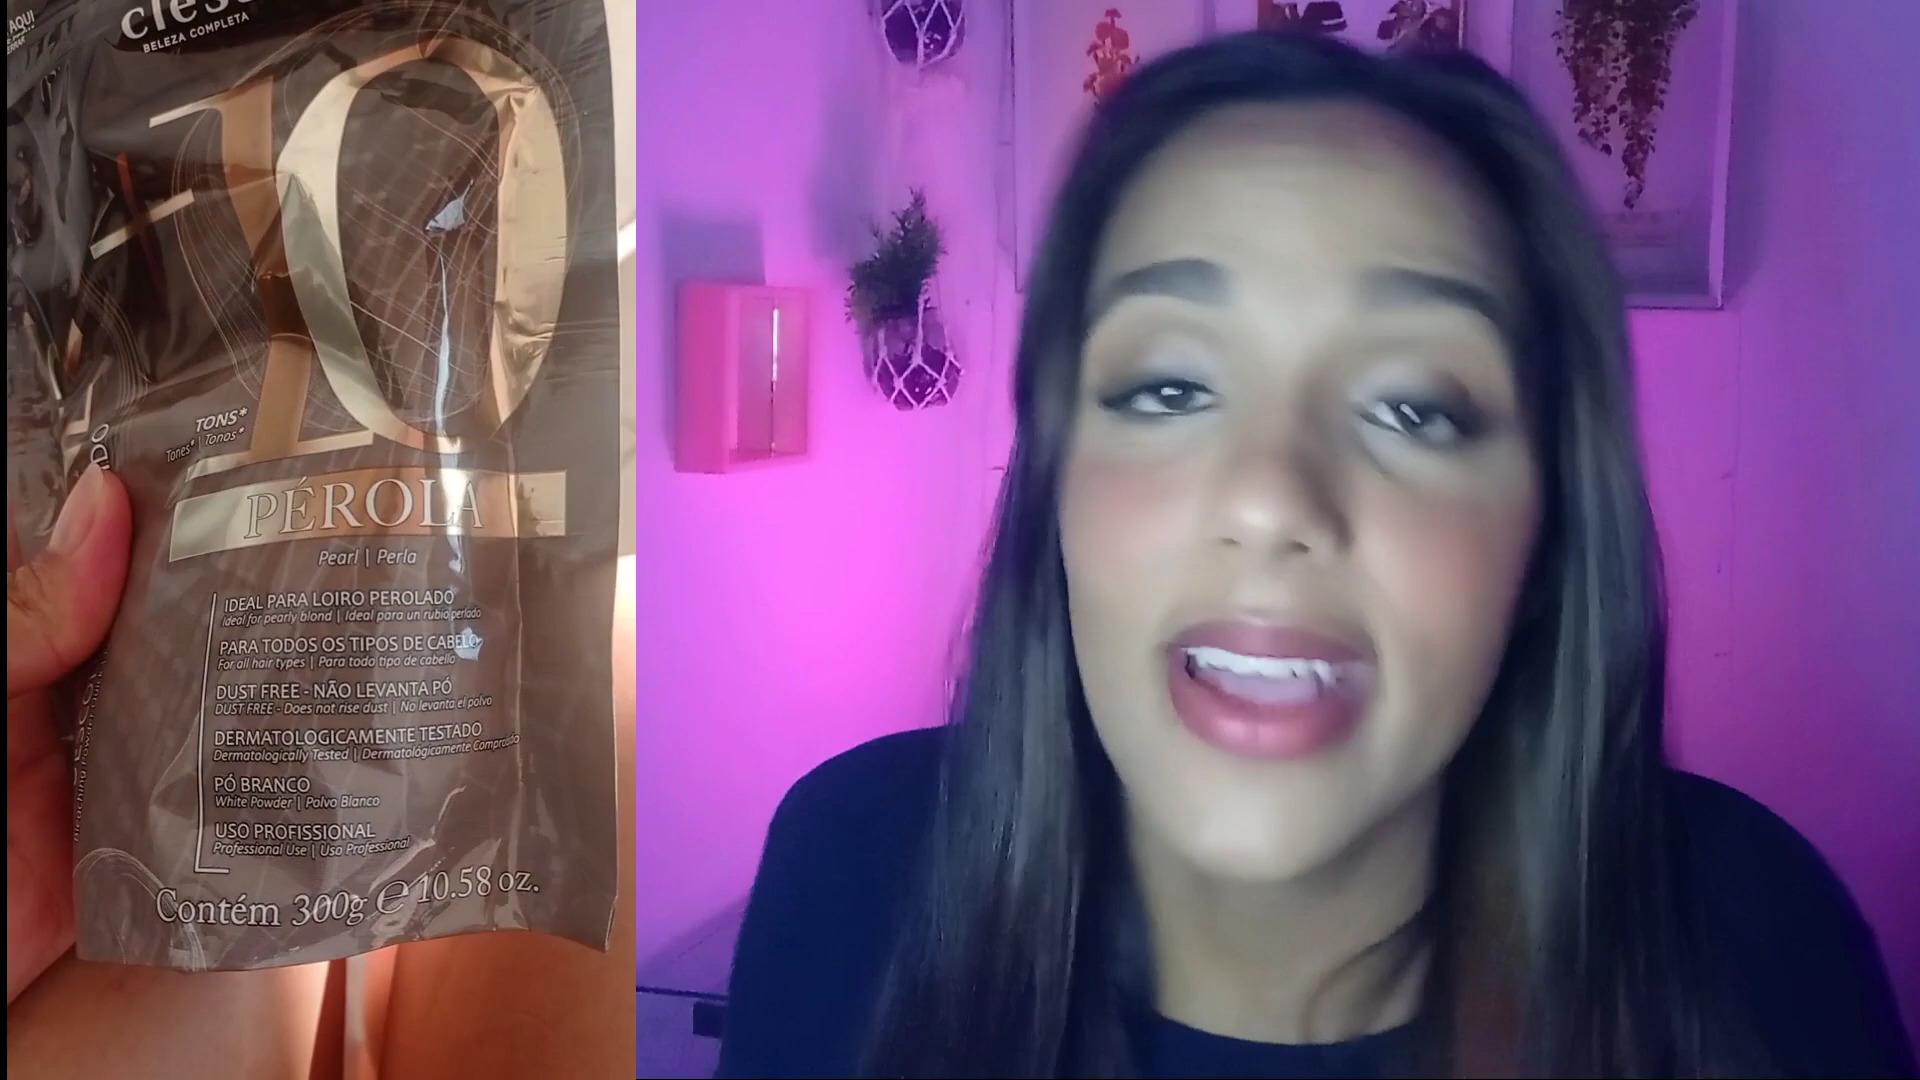 AQUI!
BELEZA COMPLETA
10
TONS*
Tones* | Tonos*
PÉROLA
Pearl | Perla
IDEAL PARA LOIRO PEROLADO
Ideal for pearly blond | Ideal para un rubio perlado
PARA TODOS OS TIPOS DE CABELO
For all hair types | Para todo tipo de cabello
DUST FREE - NÃO LEVANTA PÓ
DUST FREE - Does not rise dust | No levanta el polvo
DERMATOLOGICAMENTE TESTADO
Dermatologically Tested | Dermatológicamente Comprobado
PÓ BRANCO
White Powder | Polvo Blanco
USO PROFISSIONAL
Professional Use | Uso Professional
Contém 300g e 10.58 oz.